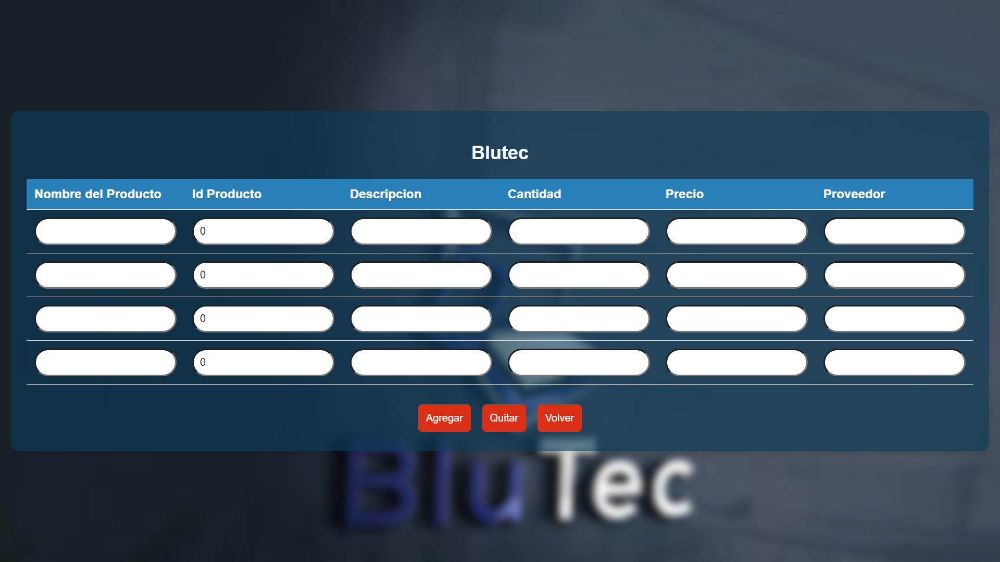 Blutec
Nombre del Producto Id Producto Descripcion Cantidad Precio Proveedor
0
0
0
0
Agregar Quitar Volver
BluTec